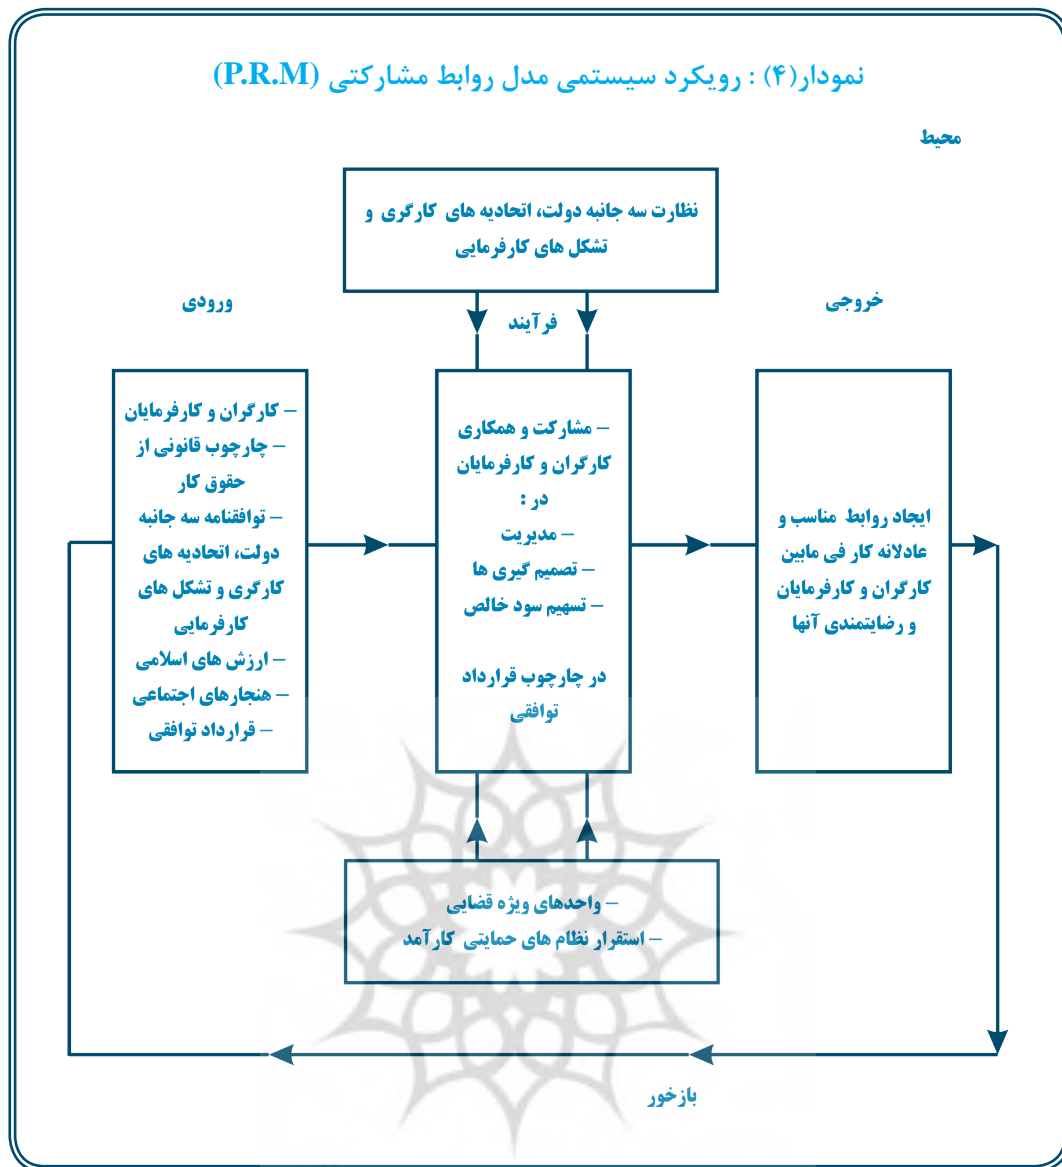 نمودار(۴) : رویکرد سیستمی مدل روابط مشارکتی (P.R.M)
محیط
نظارت سه جانبه دولت، اتحادیه های کارگری و
تشکل های کارفرمایی
خروجی
فرآیند
ورودی
– کارگران و کارفرمایان
– چارچوب قانونی از
حقوق کار
– توافقنامه سه جانبه
دولت، اتحادیه های
کارگری و تشکل های
کارفرمایی
– ارزش های اسلامی
– هنجارهای اجتماعی
– قرارداد توافقی
– مشارکت و همکاری
کارگران و کارفرمایان
در :
– مدیریت
– تصمیم گیری ها
– تسهیم سود خالص
در چارچوب قرارداد
توافقی
ایجاد روابط مناسب و
عادلانه کار فی مابین
کارگران و کارفرمایان
و رضایتمندی آنها
– واحدهای ویژه قضایی
– استقرار نظام های حمایتی کارآمد
بازخور